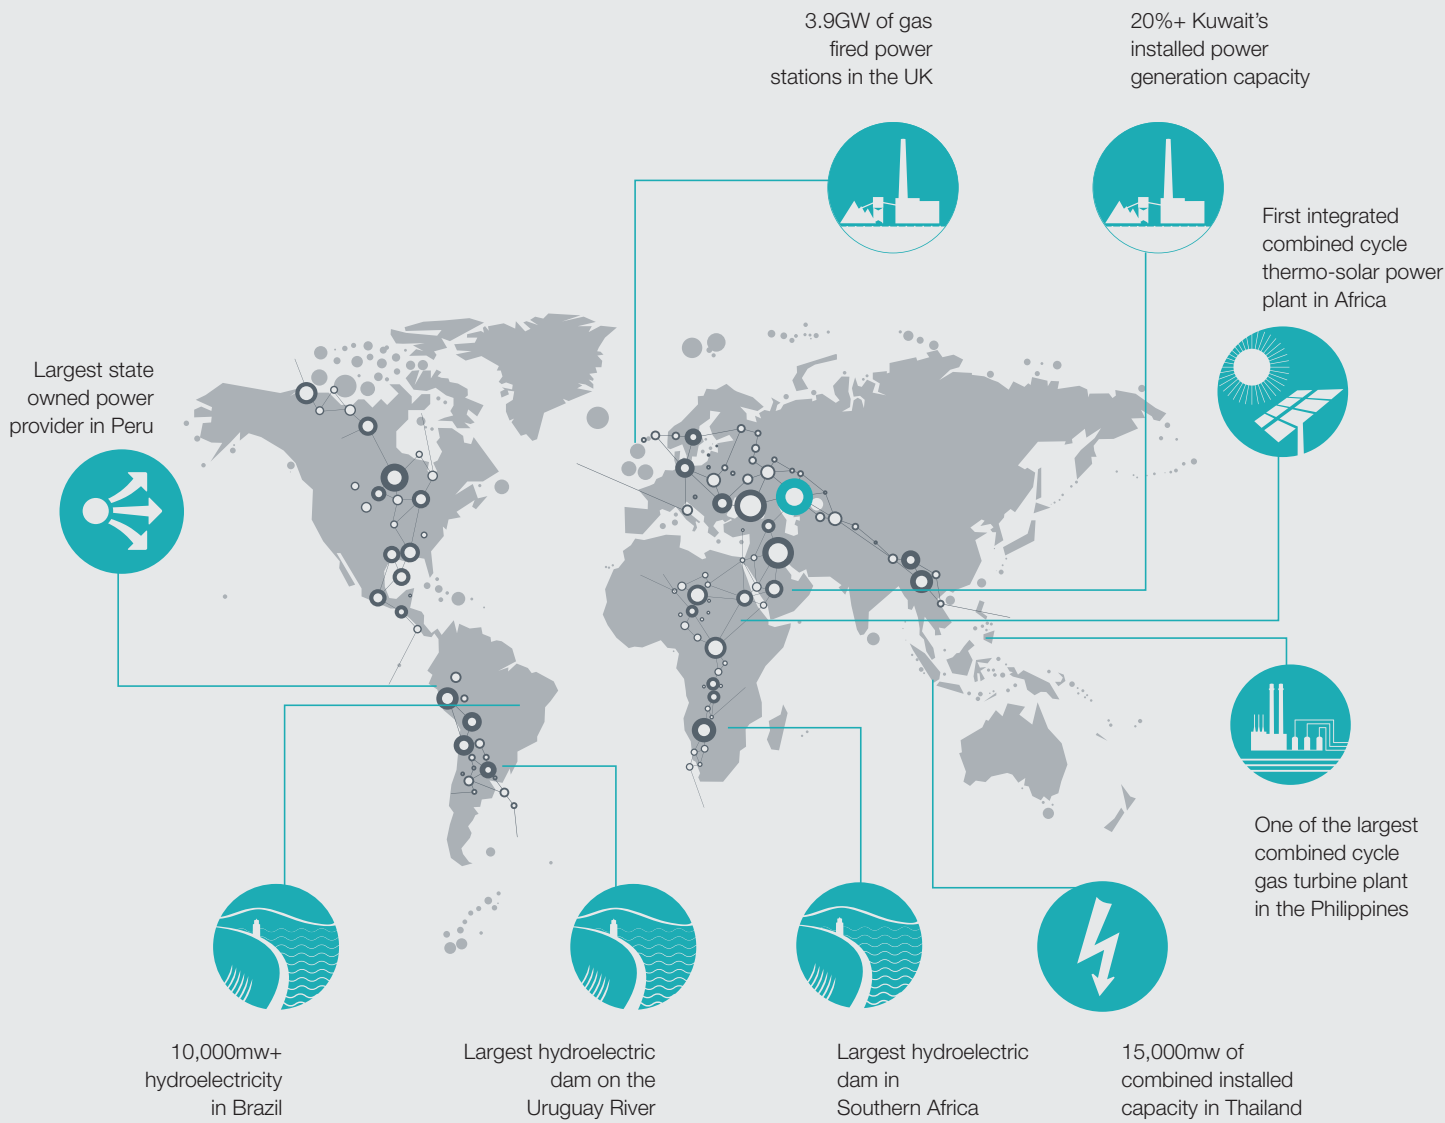 3.9GW of gas
fired power
stations in the UK
20%+ Kuwait’s
installed power
generation capacity
First integrated
combined cycle
thermo-solar power
plant in Africa
Largest state
owned power
provider in Peru
One of the largest
combined cycle
gas turbine plant
in the Philippines
10,000mw+
hydroelectricity
in Brazil
Largest hydroelectric
dam on the
Uruguay River
Largest hydroelectric
dam in
Southern Africa
15,000mw of
combined installed
capacity in Thailand